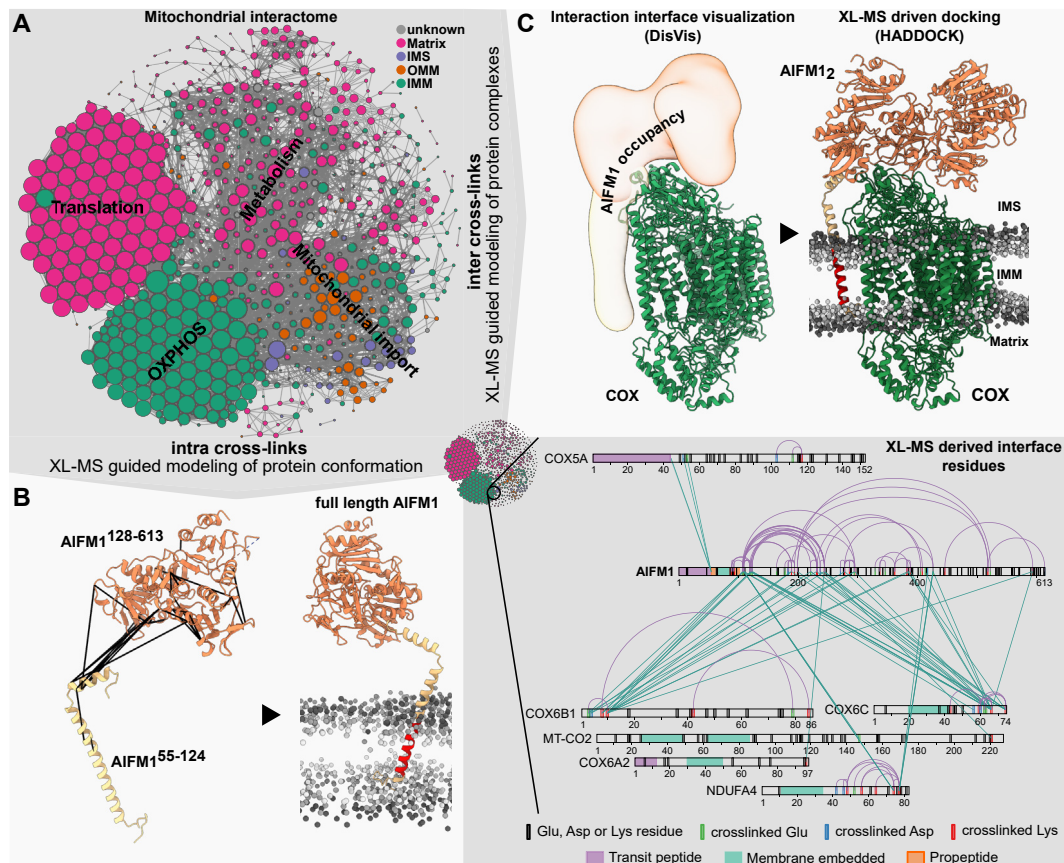 A
Mitochondrial interactome
unknown
Matrix
IMS
OMM
IMM
Translation
Metabolism
Mitochondrial import
OXPHOS
inter cross-links
XL-MS guided modeling of protein complexes
intra cross-links
XL-MS guided modeling of protein conformation
B
AIFM1128-613
AIFM155-124
full length AIFM1
C
Interaction interface visualization
(DisVis)
AIFM1 occupancy
COX
XL-MS driven docking
(HADDOCK)
AIFM12
IMS
IMM
Matrix
COX
XL-MS derived interface
residues
COX5A
1 20 40 60 80 100 120 152
AIFM1
1 200 400 613
COX6B1
1 20 40 60 86
COX6C
1 20 40 74
MT-CO2
1 20 40 60 80 100 120 140 160 180 200 220
COX6A2
1 20 40 60 97
NDUFA4
1 20 40 60 80
Glu, Asp or Lys residue
crosslinked Glu
crosslinked Asp
crosslinked Lys
Transit peptide
Membrane embedded
Propeptide